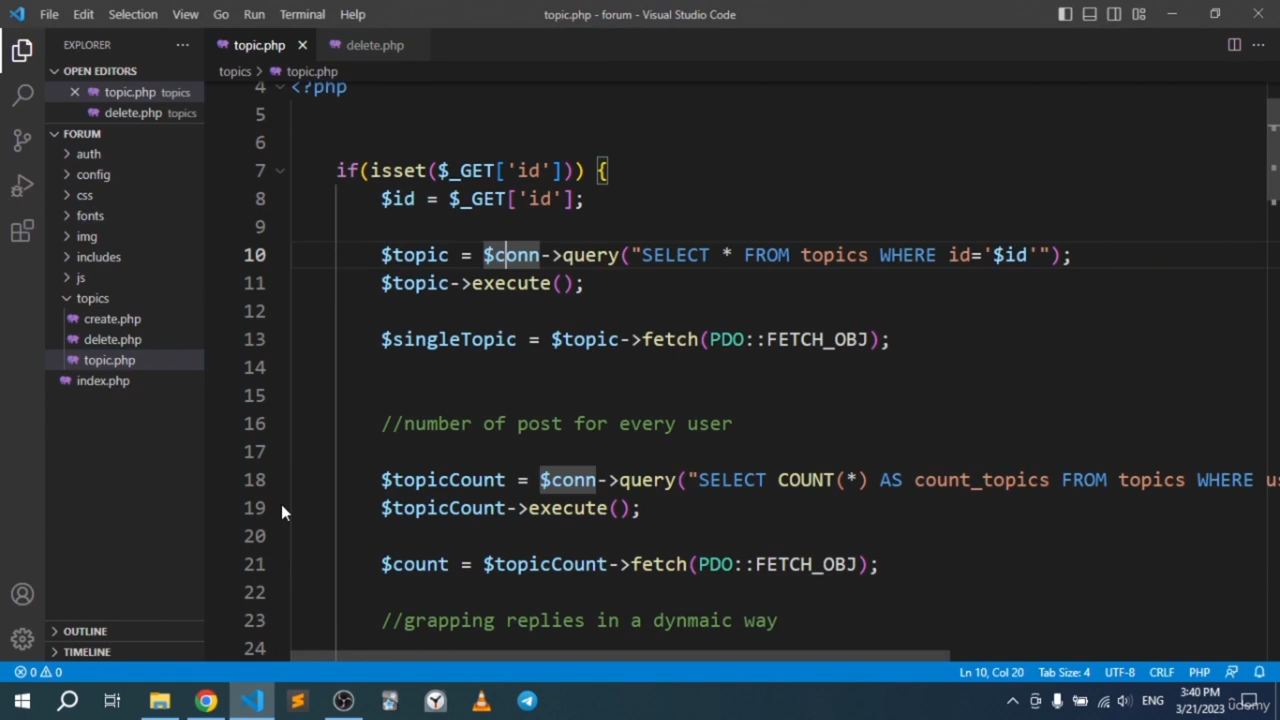 File Edit Selection View Go Run Terminal Help topic.php - forum - Visual Studio Code
EXPLORER
OPEN EDITORS
topic.php topics
delete.php topics
FORUM
auth
config
css
fonts
img
includes
js
topics
create.php
delete.php
topic.php
index.php
OUTLINE
TIMELINE
topic.php delete.php
topics > topic.php
4 <?php
5
6
7 if(isset($_GET['id'])) {
8 $id = $_GET['id'];
9
10 $topic = $conn->query("SELECT * FROM topics WHERE id='$id'");
11 $topic->execute();
12
13 $singleTopic = $topic->fetch(PDO::FETCH_OBJ);
14
15
16 //number of post for every user
17
18 $topicCount = $conn->query("SELECT COUNT(*) AS count_topics FROM topics WHERE us
19 $topicCount->execute();
20
21 $count = $topicCount->fetch(PDO::FETCH_OBJ);
22
23 //grapping replies in a dynmaic way
24
0 0 Ln 10, Col 20 Tab Size: 4 UTF-8 CRLF PHP
ENG 3:40 PM
3/21/2023
udemy